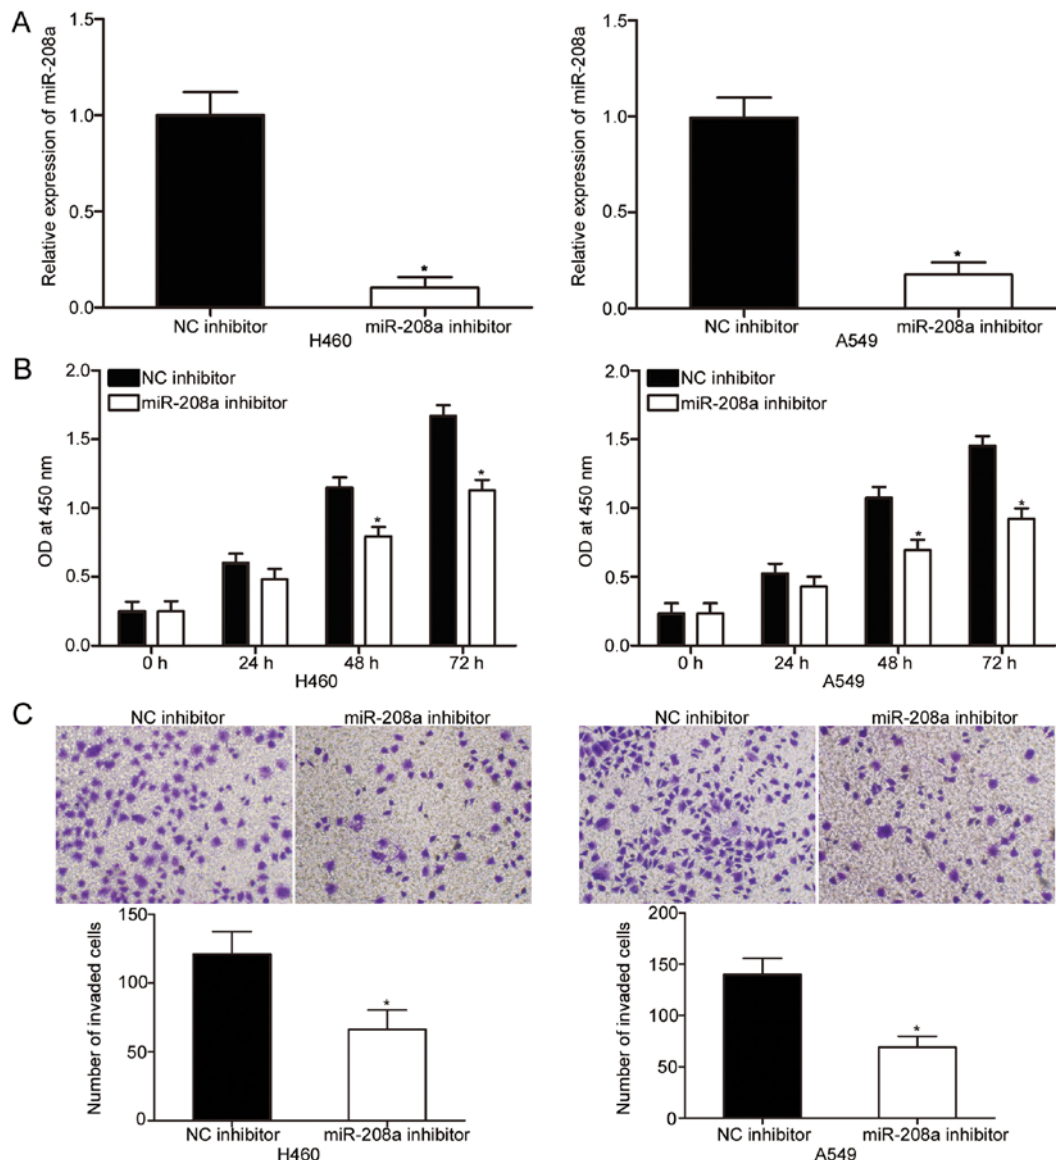 A
Relative expression of miR-208a
1.5
1.0
0.5
0.0
*
NC inhibitor
miR-208a inhibitor
H460
Relative expression of miR-208a
1.5
1.0
0.5
0.0
*
NC inhibitor
miR-208a inhibitor
A549
B
OD at 450 nm
2.0
1.5
1.0
0.5
0.0
NC inhibitor
miR-208a inhibitor
*
*
0 h
24 h
48 h
72 h
H460
OD at 450 nm
2.0
1.5
1.0
0.5
0.0
NC inhibitor
miR-208a inhibitor
*
*
0 h
24 h
48 h
72 h
A549
C
NC inhibitor
miR-208a inhibitor
NC inhibitor
miR-208a inhibitor
Number of invaded cells
150
100
50
0
*
NC inhibitor
miR-208a inhibitor
H460
Number of invaded cells
200
150
100
50
0
*
NC inhibitor
miR-208a inhibitor
A549